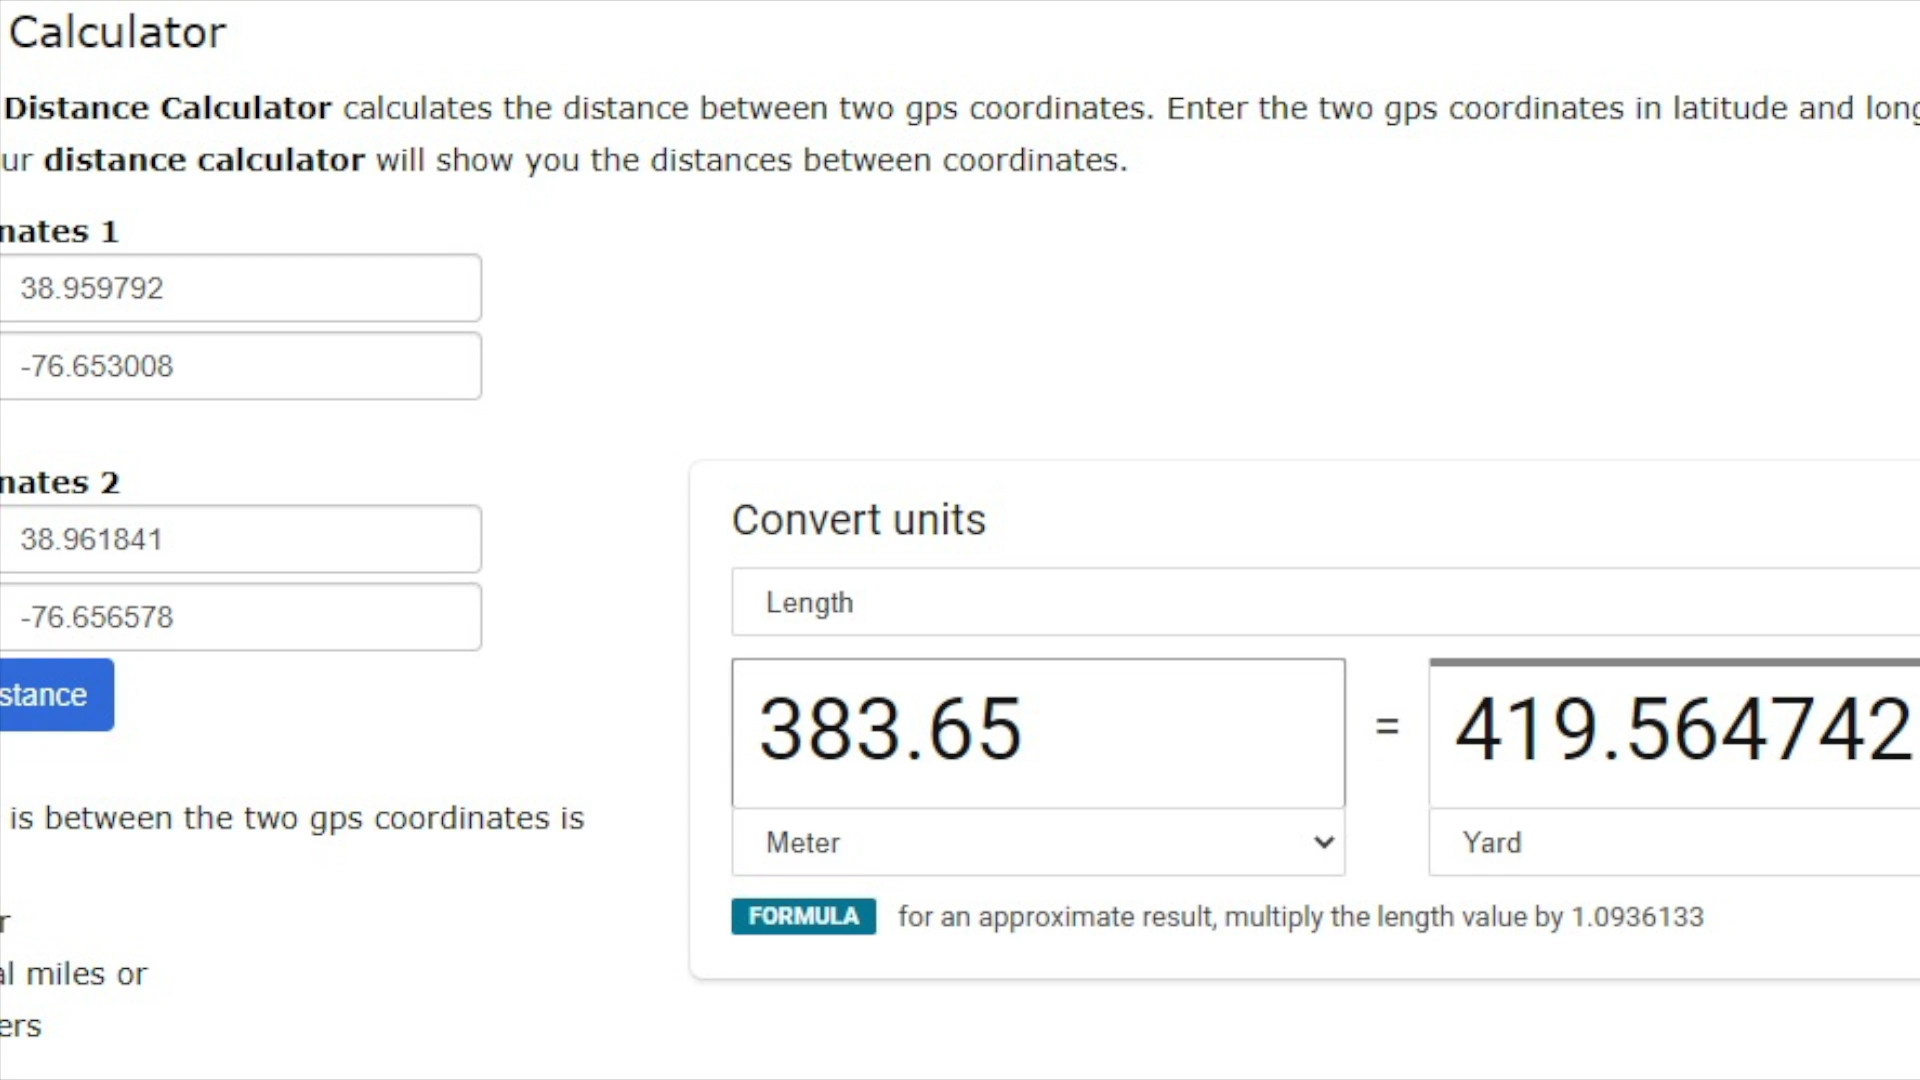 Calculator
Distance Calculator calculates the distance between two gps coordinates. Enter the two gps coordinates in latitude and long
ur distance calculator will show you the distances between coordinates.
nates 1
38.959792
-76.653008
nates 2
38.961841
-76.656578
stance
is between the two gps coordinates is
r
al miles or
ers
Convert units
Length
383.65 = 419.564742
Meter Yard
FORMULA for an approximate result, multiply the length value by 1.0936133